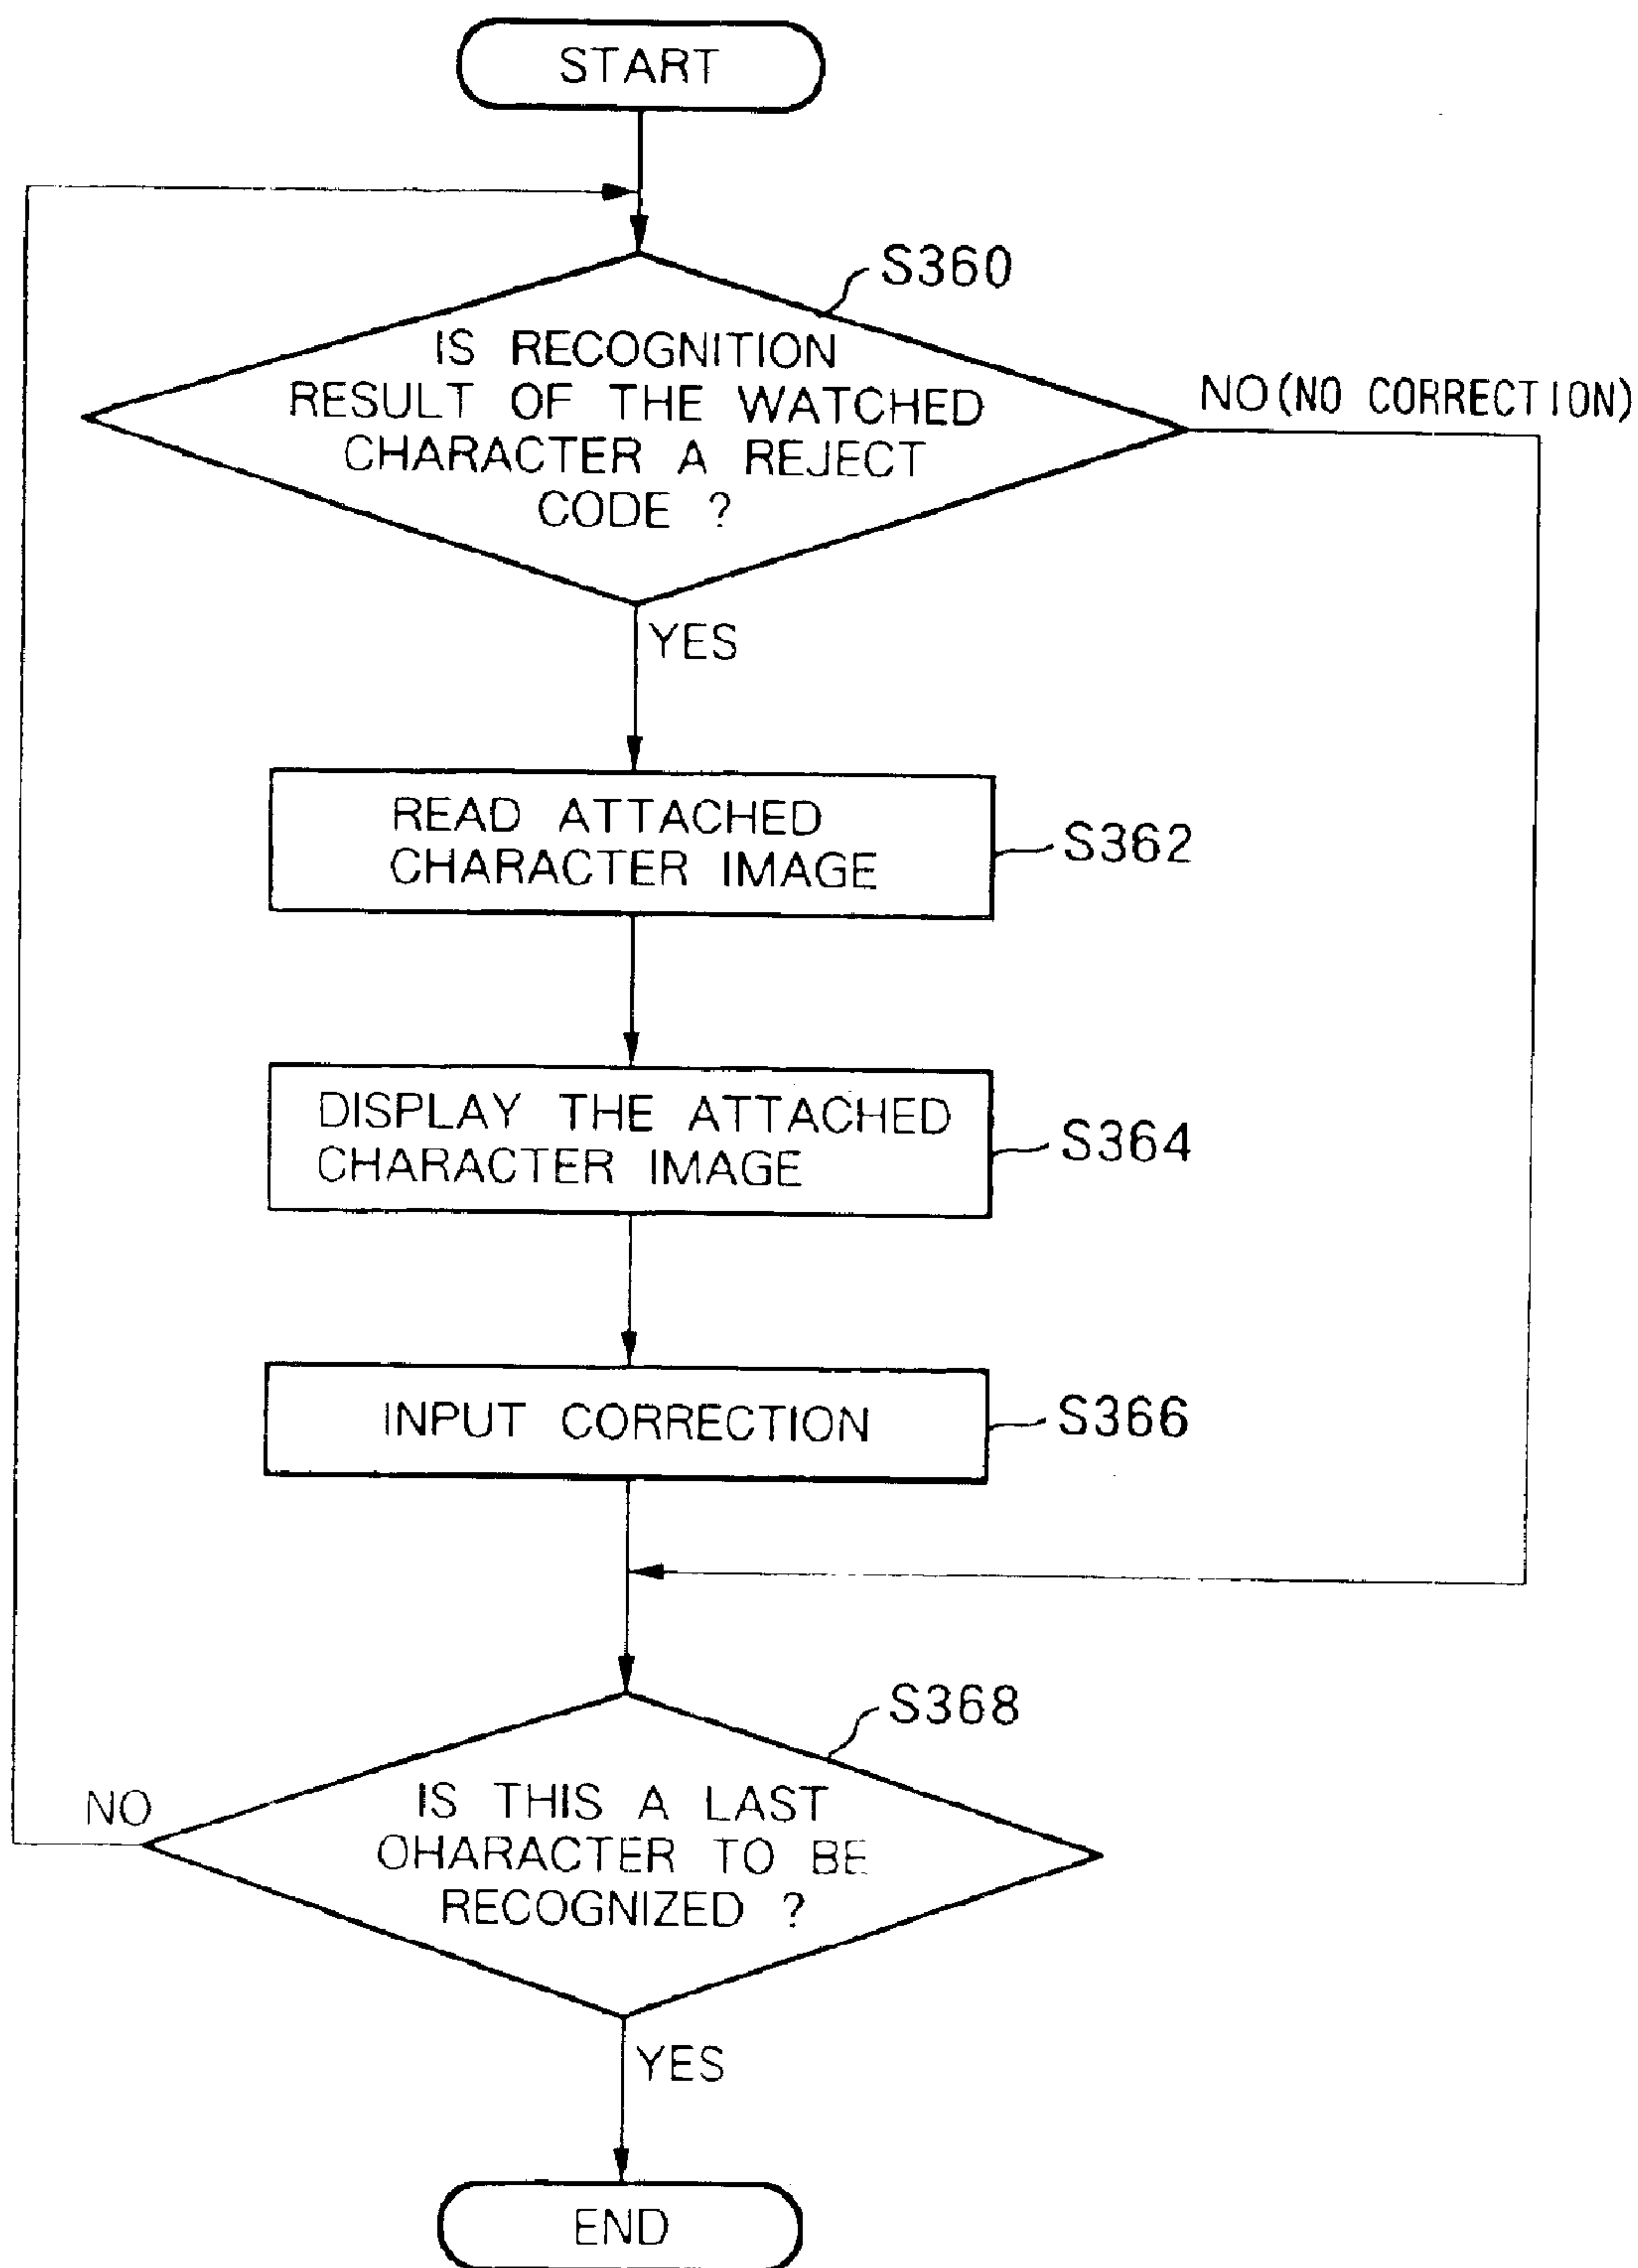 START
S360
IS RECOGNITION
RESULT OF THE WATCHED
CHARACTER A REJECT
CODE ?
NO(NO CORRECTION)
YES
READ ATTACHED
CHARACTER IMAGE
S362
DISPLAY THE ATTACHED
CHARACTER IMAGE
S364
INPUT CORRECTION
S366
S368
NO
IS THIS A LAST
OHARACTER TO BE
RECOGNIZED ?
YES
END